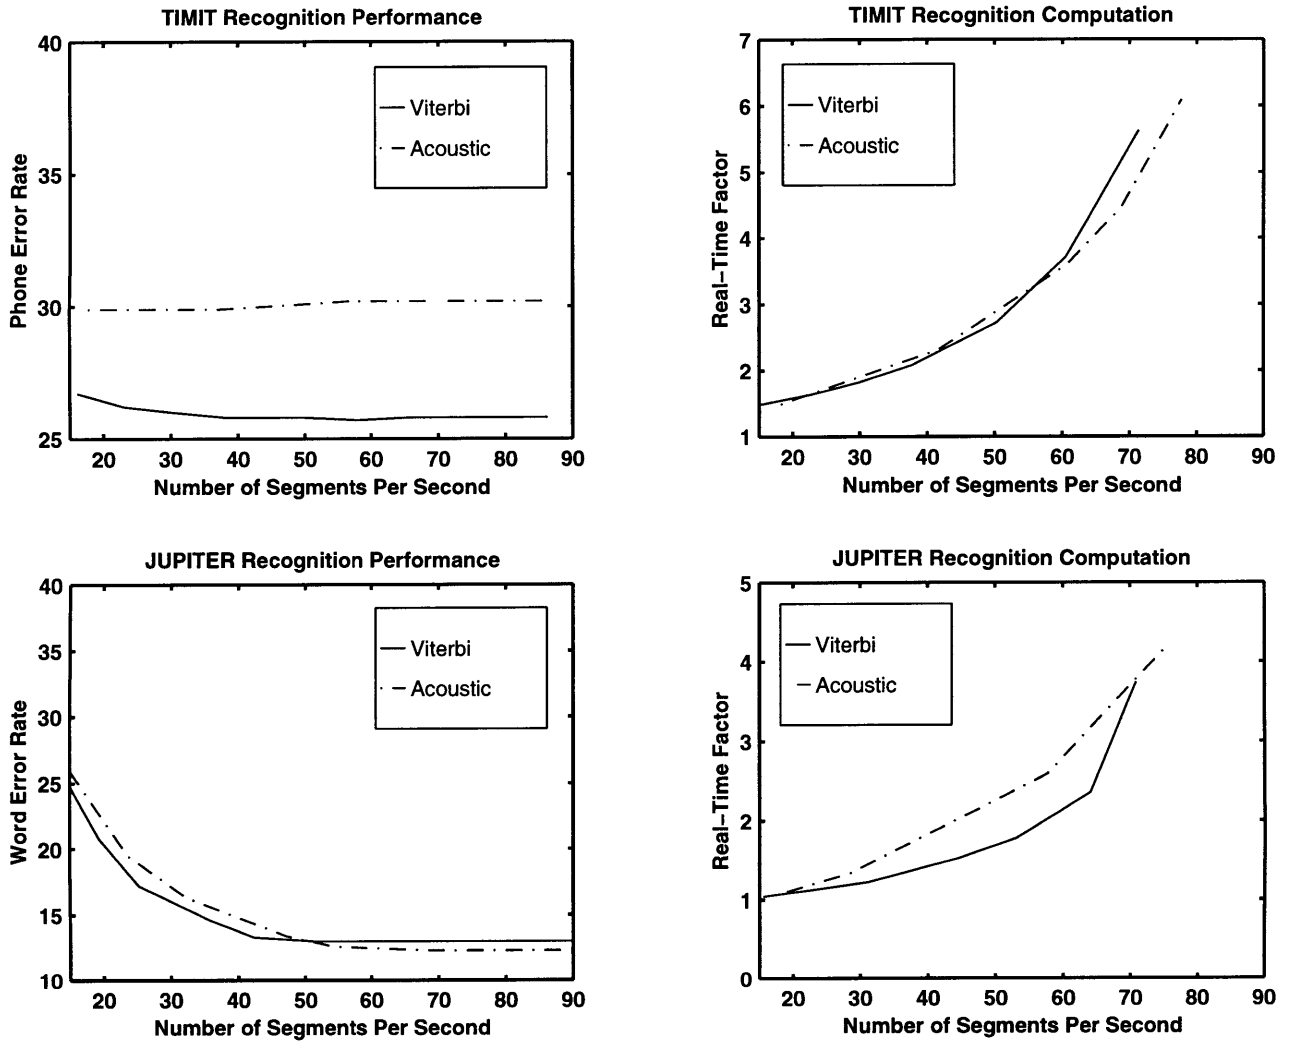 TIMIT Recognition Performance
40
35
30
25
Phone Error Rate
Viterbi
Acoustic
20 30 40 50 60 70 80 90
Number of Segments Per Second
TIMIT Recognition Computation
7
6
5
4
3
2
1
Real-Time Factor
Viterbi
Acoustic
20 30 40 50 60 70 80 90
Number of Segments Per Second
JUPITER Recognition Performance
40
35
30
25
20
15
10
Word Error Rate
Viterbi
Acoustic
20 30 40 50 60 70 80 90
Number of Segments Per Second
JUPITER Recognition Computation
5
4
3
2
1
0
Real-Time Factor
Viterbi
Acoustic
20 30 40 50 60 70 80 90
Number of Segments Per Second